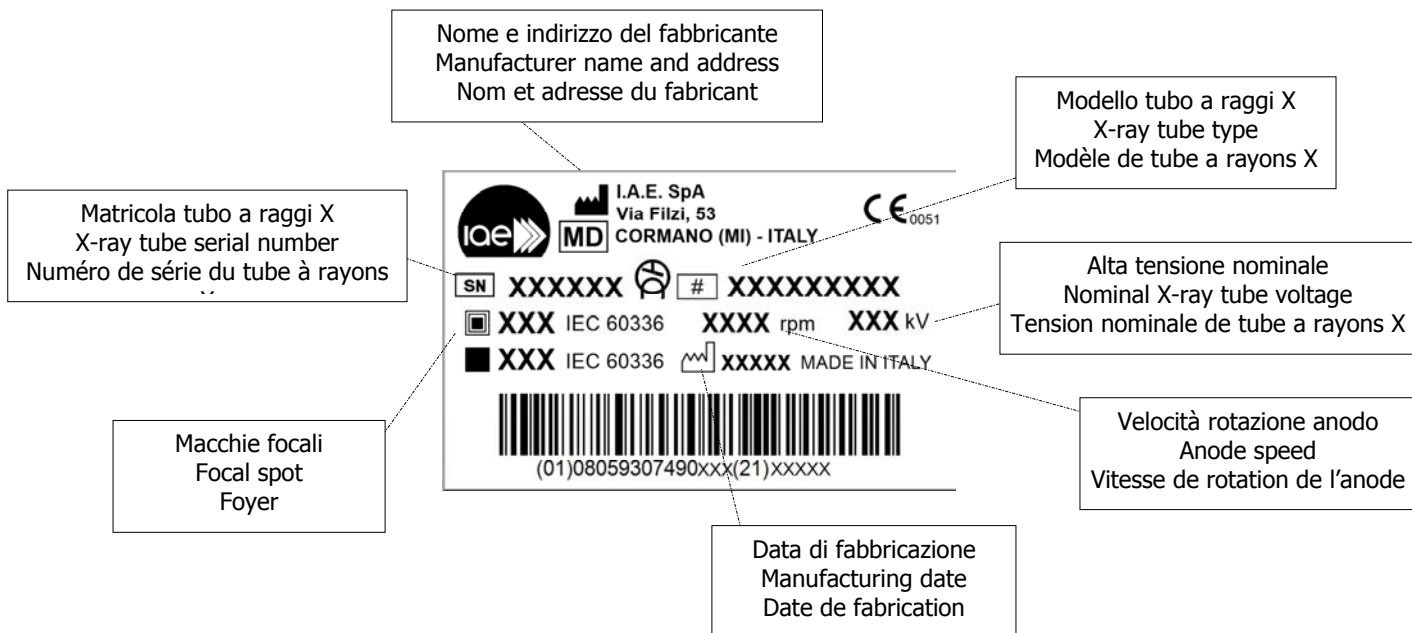 Nome e indirizzo del fabbricante
Manufacturer name and address
Nom et adresse du fabricant
Modello tubo a raggi X
X-ray tube type
Modèle de tube a rayons X
Matricola tubo a raggi X
X-ray tube serial number
Numéro de série du tube à rayons
iae
I.A.E. SpA
Via Filzi, 53
MD CORMANO (MI) - ITALY
CE 0051
SN XXXXXX # XXXXXXXXX
XXX IEC 60336 XXXX rpm XXX kV
XXX IEC 60336 XXXXX MADE IN ITALY
(01)08059307490xxx(21)XXXXX
Alta tensione nominale
Nominal X-ray tube voltage
Tension nominale de tube a rayons X
Macchie focali
Focal spot
Foyer
Velocità rotazione anodo
Anode speed
Vitesse de rotation de l’anode
Data di fabbricazione
Manufacturing date
Date de fabrication